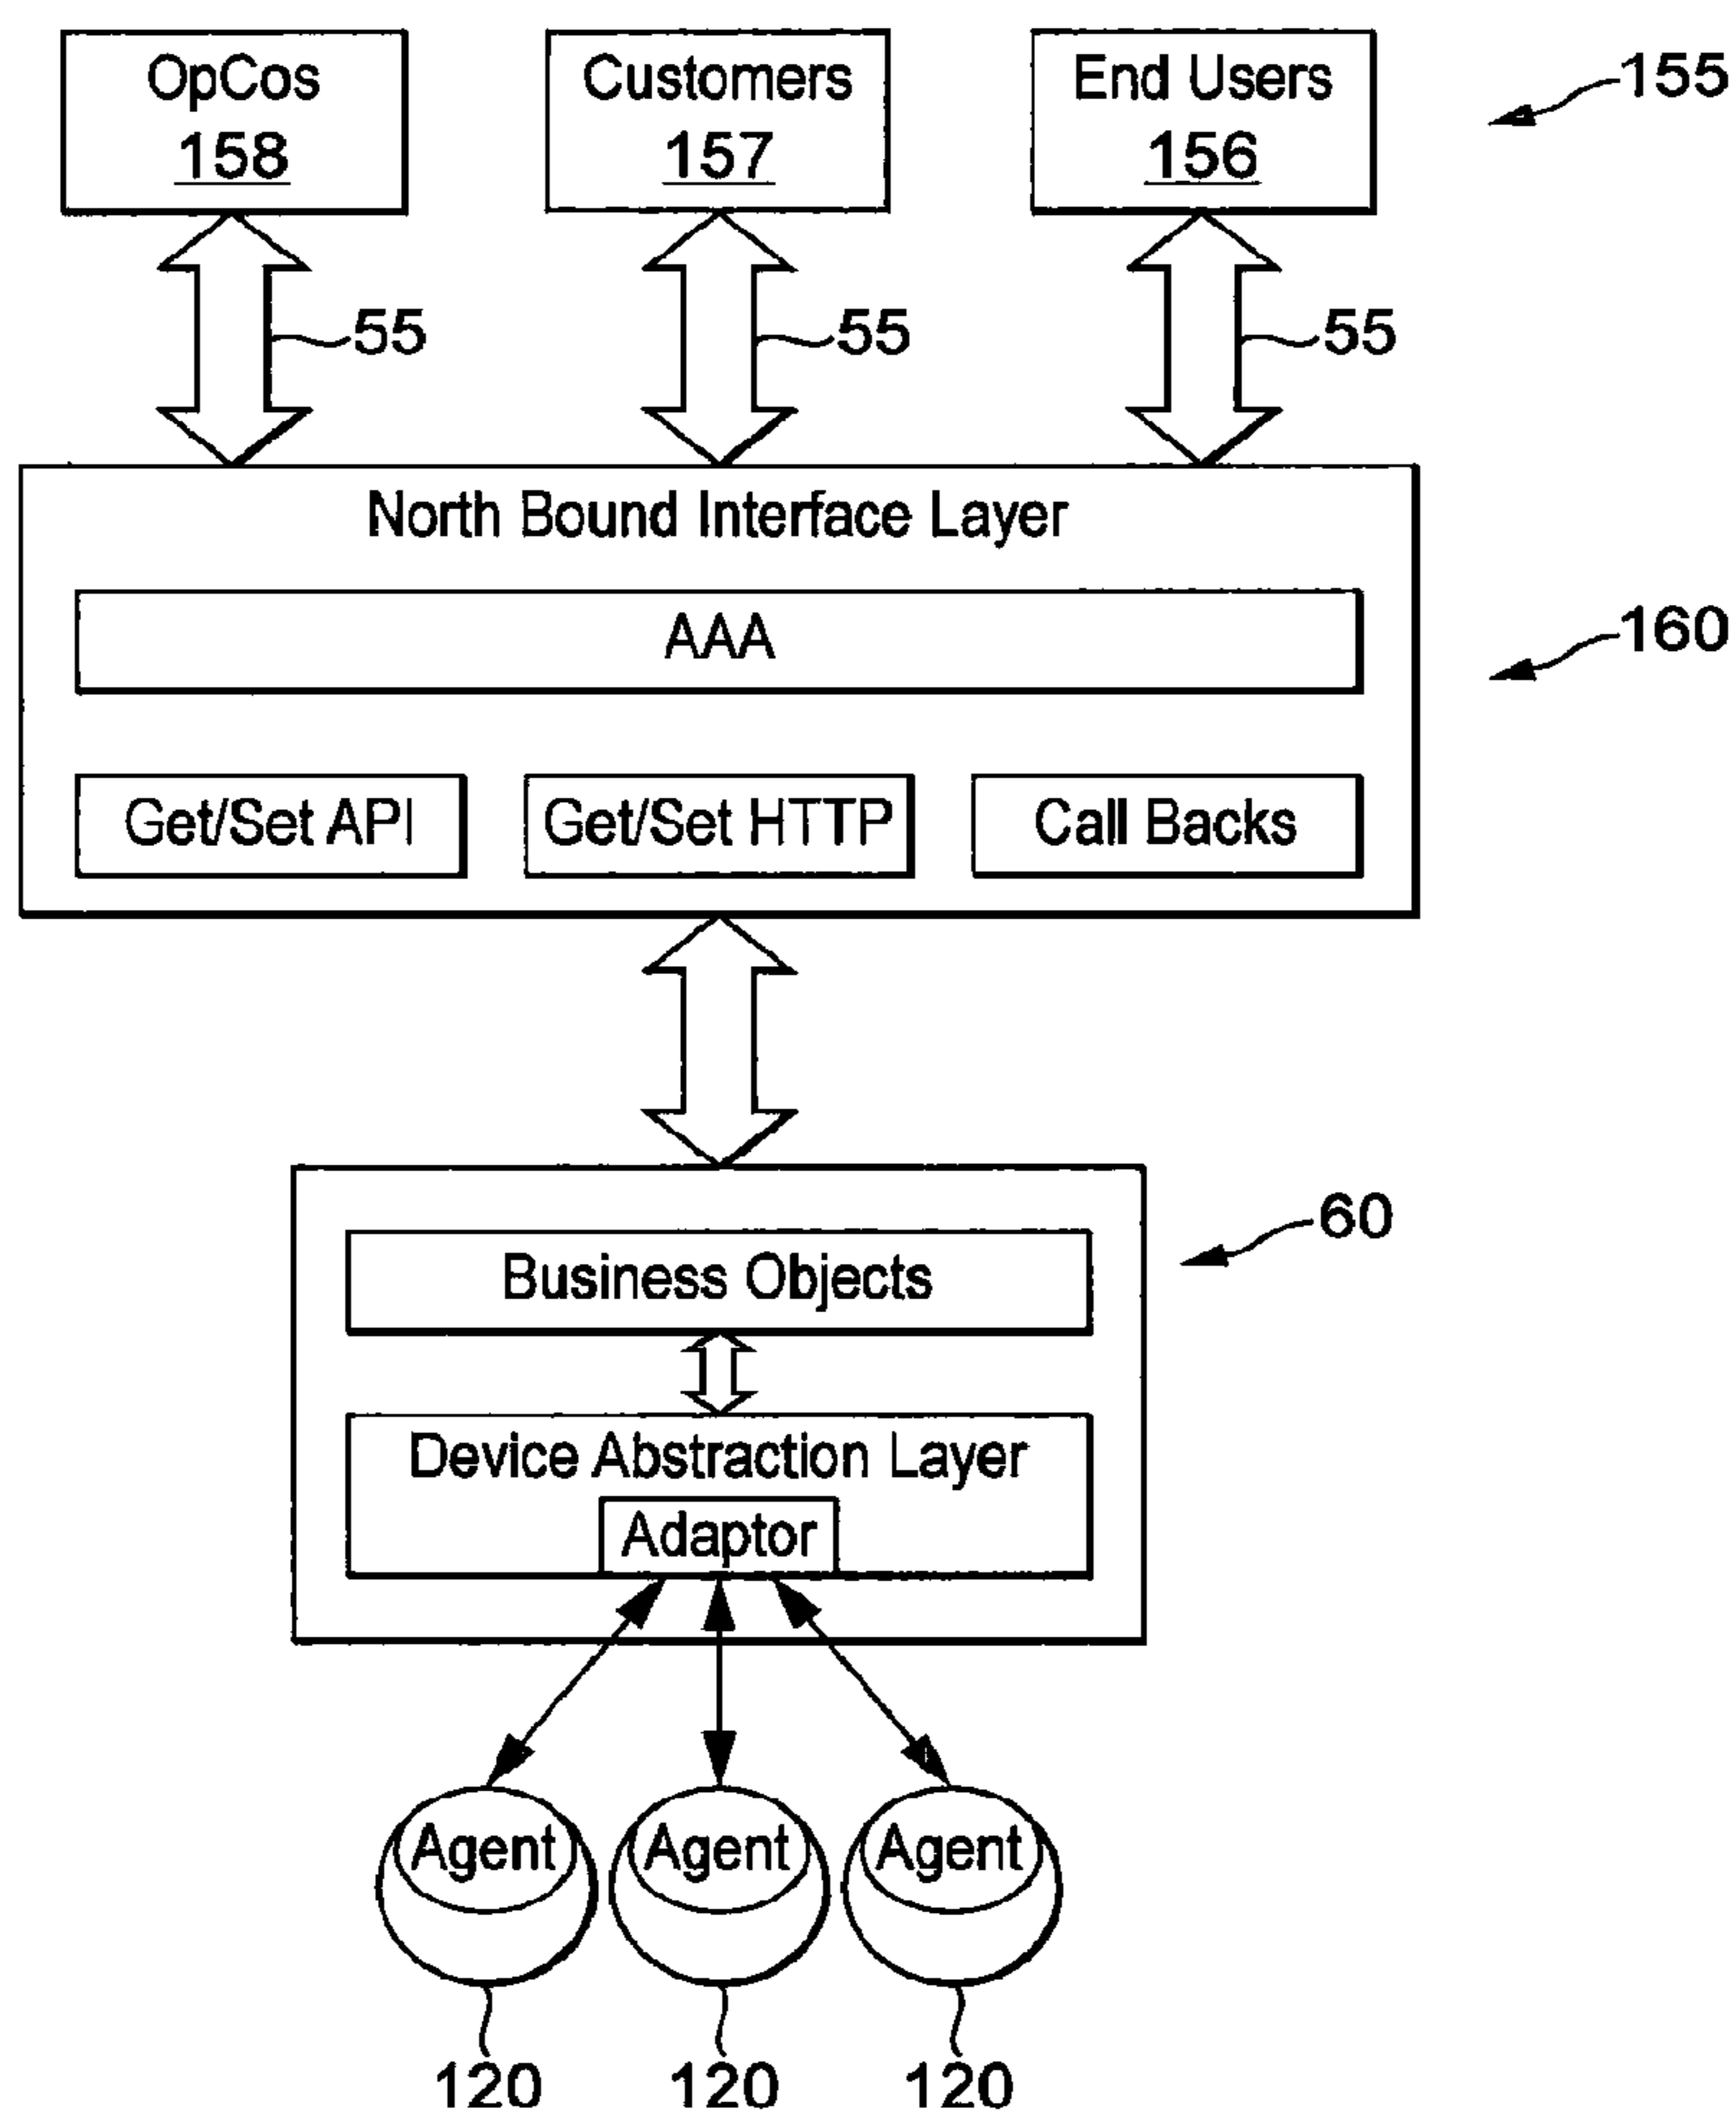 OpCos
158
Customers
157
End Users
156
155
55
55
55
North Bound Interface Layer
AAA
160
Get/Set API
Get/Set HTTP
Call Backs
60
Business Objects
Device Abstraction Layer
Adaptor
Agent
Agent
Agent
120
120
120